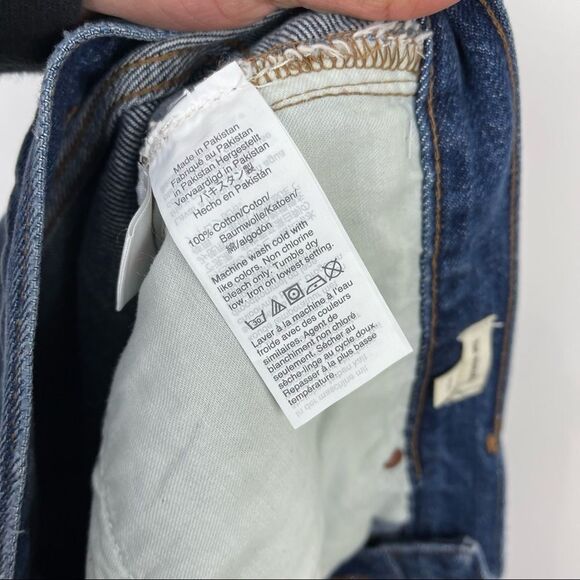 Made in Pakistan
Fabriqué au Pakistan
in Pakistan Hergestellt
Vervaardigd in Pakistan
パキスタン製
Hecho en Pakistán
100% Cotton/Coton/
Baumwolle/Katoen/
綿/algodón
Machine wash cold with
like colors. Non chlorine
bleach only. Tumble dry
low. Iron on lowest setting.
Laver à la machine à l'eau
froide avec des couleurs
similaires. Agent de
blanchiment non chloré
seulement. Sécher au
sèche-linge au cycle doux.
Repasser à la plus basse
température.